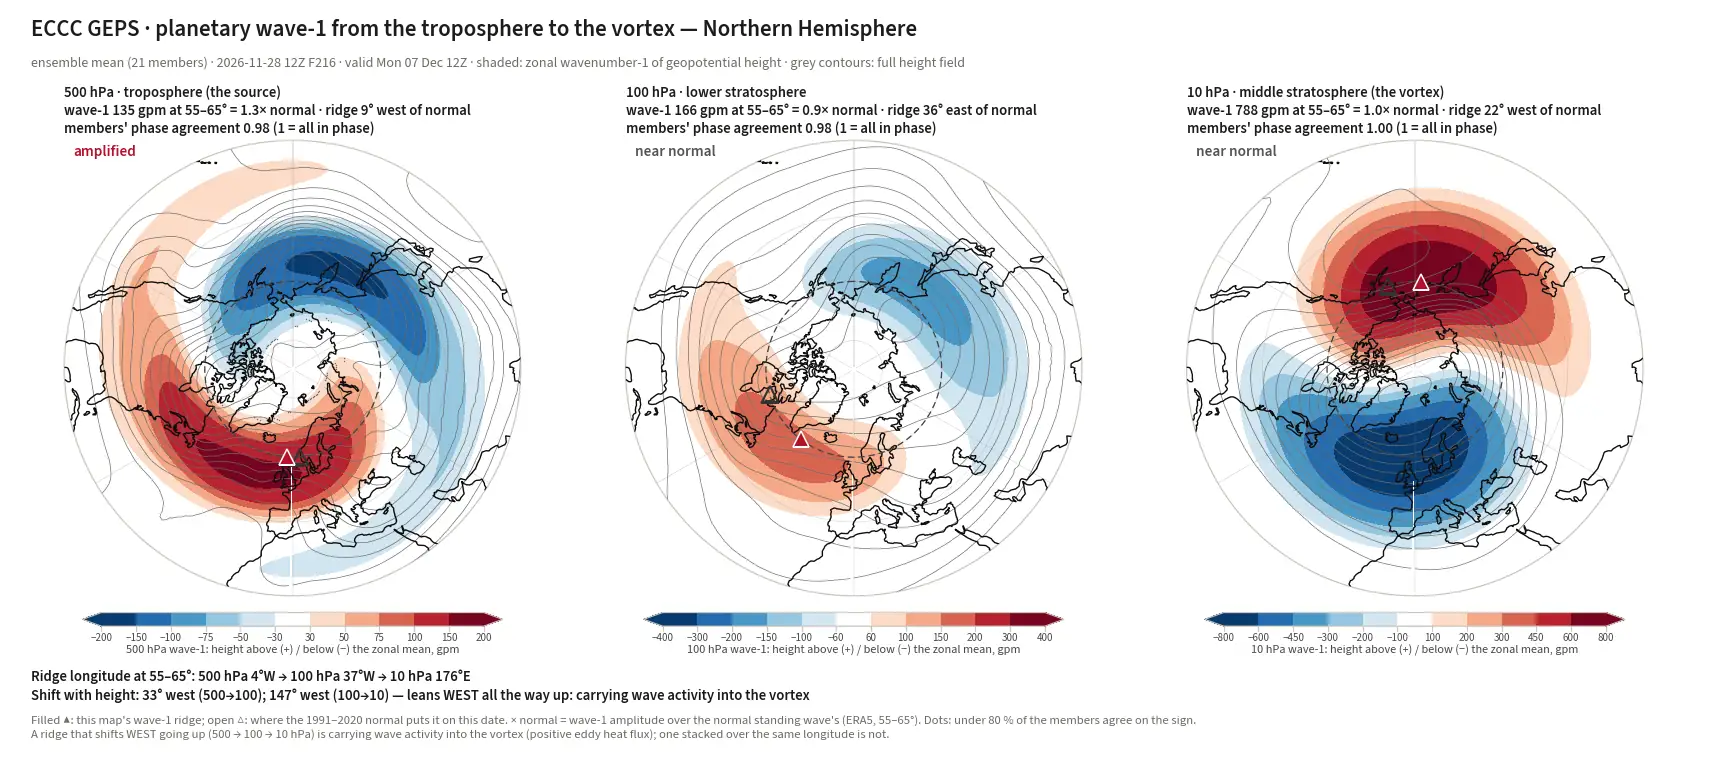 ECCC GEPS · planetary wave-1 from the troposphere to the vortex — Northern Hemisphere
ensemble mean (21 members) · 2026-11-28 12Z F216 · valid Mon 07 Dec 12Z · shaded: zonal wavenumber-1 of geopotential height · grey contours: full height field
500 hPa · troposphere (the source)
wave-1 135 gpm at 55–65° = 1.3× normal · ridge 9° west of normal
members' phase agreement 0.98 (1 = all in phase)
amplified
100 hPa · lower stratosphere
wave-1 166 gpm at 55–65° = 0.9× normal · ridge 36° east of normal
members' phase agreement 0.98 (1 = all in phase)
near normal
10 hPa · middle stratosphere (the vortex)
wave-1 788 gpm at 55–65° = 1.0× normal · ridge 22° west of normal
members' phase agreement 1.00 (1 = all in phase)
near normal
−200 −150 −100 −75 −50 −30 30 50 75 100 150 200
500 hPa wave-1: height above (+) / below (−) the zonal mean, gpm
−400 −300 −200 −150 −100 −60 60 100 150 200 300 400
100 hPa wave-1: height above (+) / below (−) the zonal mean, gpm
−800 −600 −450 −300 −200 −100 100 200 300 450 600 800
10 hPa wave-1: height above (+) / below (−) the zonal mean, gpm
Ridge longitude at 55–65°: 500 hPa 4°W → 100 hPa 37°W → 10 hPa 176°E
Shift with height: 33° west (500→100); 147° west (100→10) — leans WEST all the way up: carrying wave activity into the vortex
Filled ▲: this map's wave-1 ridge; open △: where the 1991–2020 normal puts it on this date. × normal = wave-1 amplitude over the normal standing wave's (ERA5, 55–65°). Dots: under 80 % of the members agree on the sign.
A ridge that shifts WEST going up (500 → 100 → 10 hPa) is carrying wave activity into the vortex (positive eddy heat flux); one stacked over the same longitude is not.